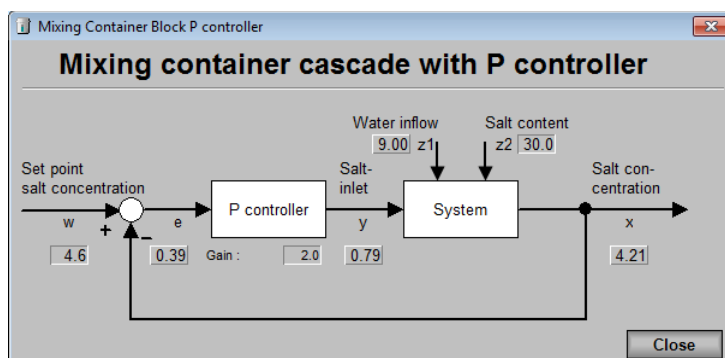 Mixing Container Block P controller
Mixing container cascade with P controller
Water inflow
9.00 z1
Salt content
z2 30.0
Set point
salt concentration
Salt-
inlet
Salt con-
centration
P controller
System
w
+
−
e
y
x
4.6
0.39
Gain :
2.0
0.79
4.21
Close